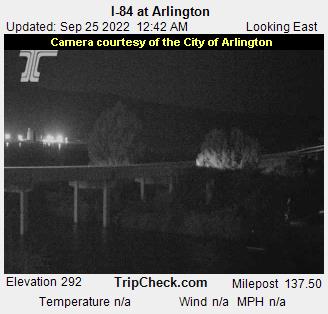 I-84 at Arlington
Updated: Sep 25 2022 12:42 AM Looking East
Camera courtesy of the City of Arlington
Elevation 292 TripCheck.com Milepost 137.50
Temperature n/a Wind n/a MPH n/a